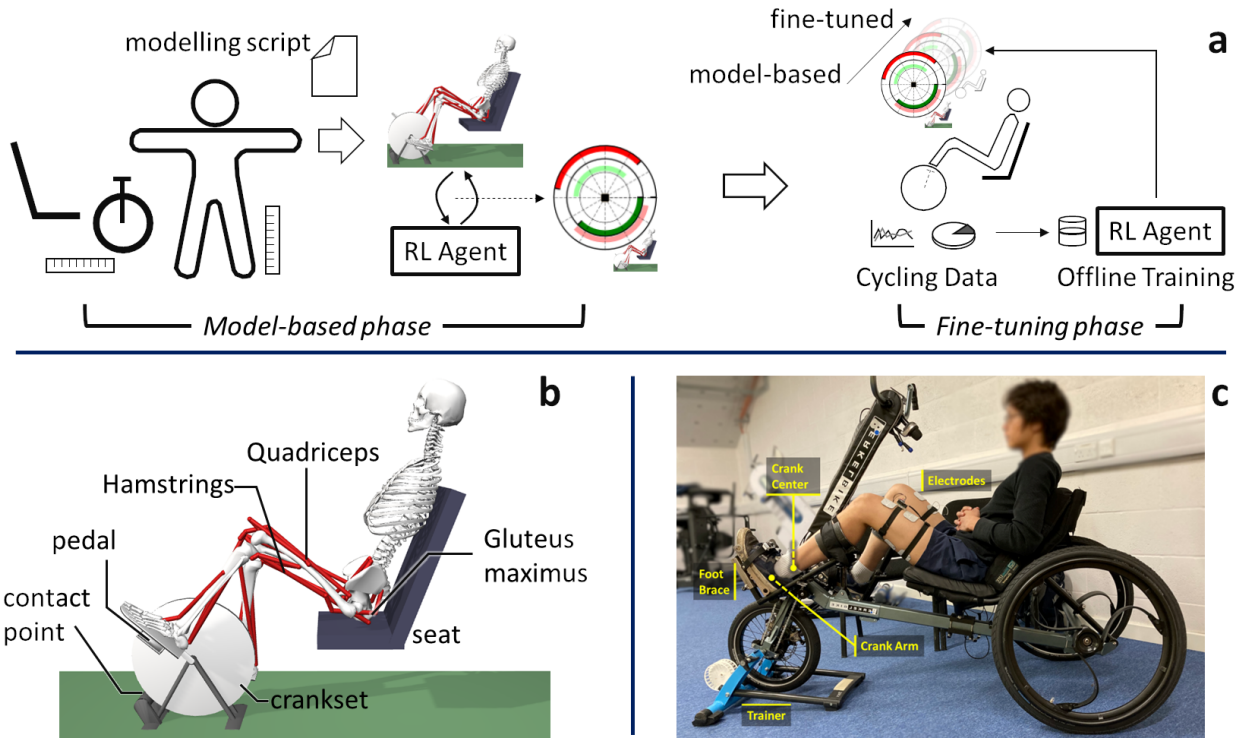 modelling script
RL Agent
Model-based phase
fine-tuned
model-based
a
Cycling Data
RL Agent
Offline Training
Fine-tuning phase
b
Quadriceps
Hamstrings
pedal
contact
point
Gluteus
maximus
seat
crankset
c
Crank
Center
Electrodes
BERKELBIKE
Foot
Brace
Crank Arm
Trainer